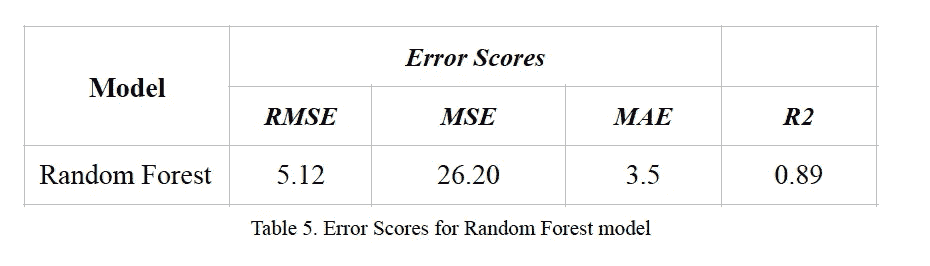 Model
Error Scores
RMSE MSE MAE R2
Random Forest 5.12 26.20 3.5 0.89
Table 5. Error Scores for Random Forest model